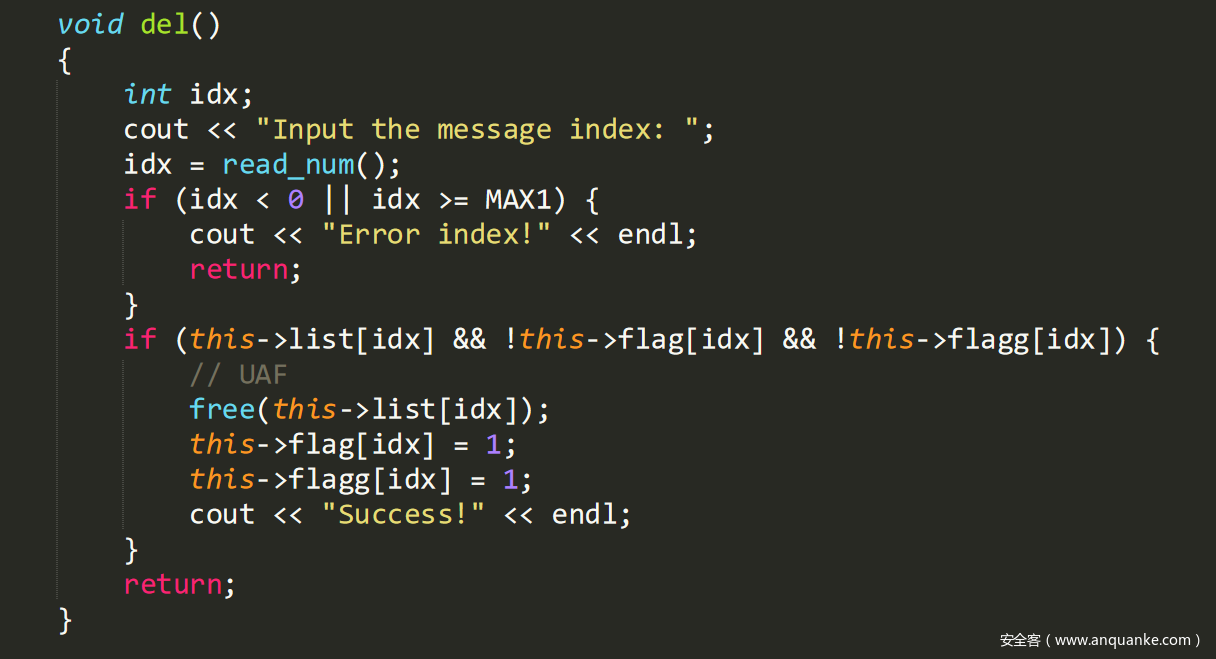 void del()
{
    int idx;
    cout << "Input the message index: ";
    idx = read_num();
    if (idx < 0 || idx >= MAX1) {
        cout << "Error index!" << endl;
        return;
    }
    if (this->list[idx] && !this->flag[idx] && !this->flagg[idx]) {
        // UAF
        free(this->list[idx]);
        this->flag[idx] = 1;
        this->flagg[idx] = 1;
        cout << "Success!" << endl;
    }
    return;
}
安全客（www.anquanke.com）